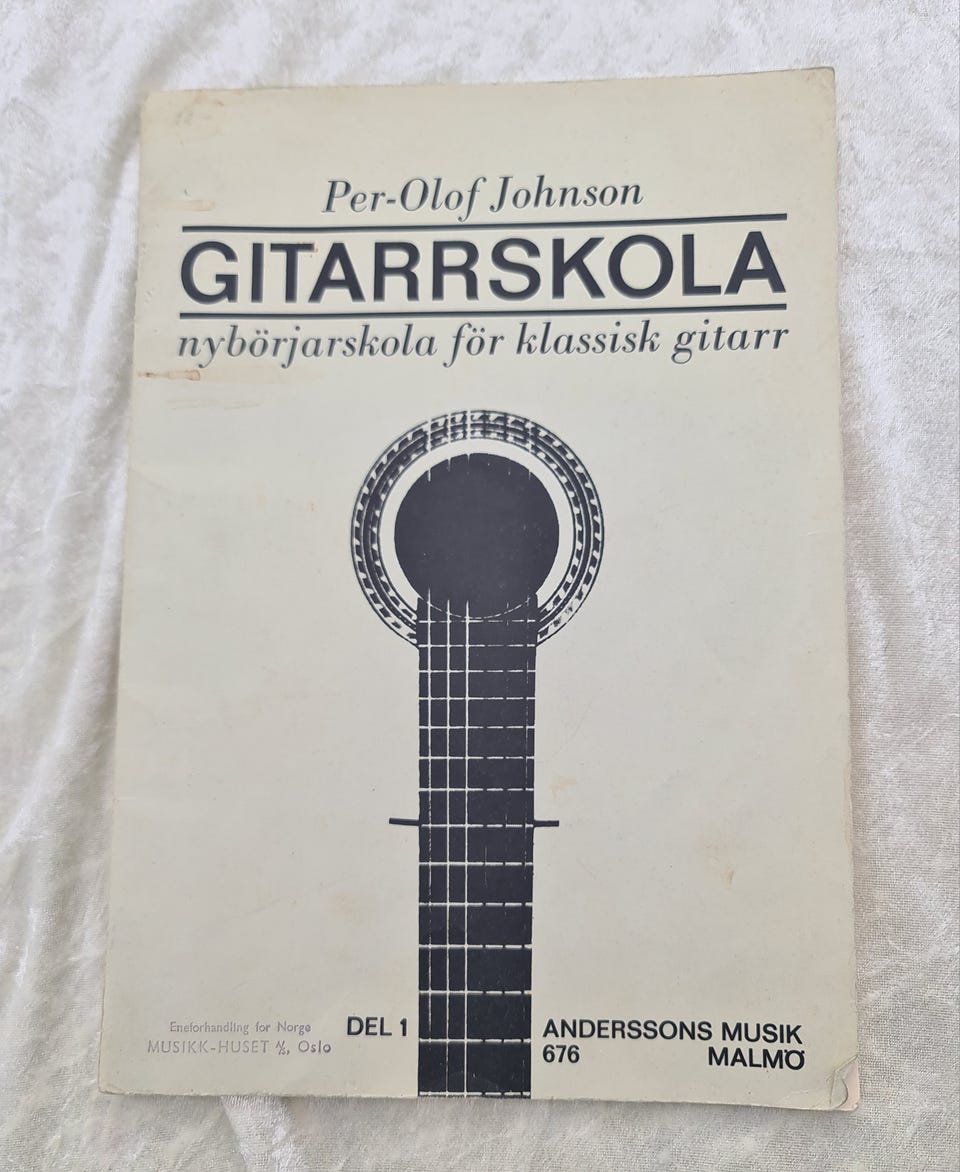 Per-Olof Johnson
GITARRSKOLA
nybörjarskola för klassisk gitarr
Eneforhandling for Norge
MUSIKK-HUSET A/S, Oslo
DEL 1
ANDERSSONS MUSIK
676 MALMÖ